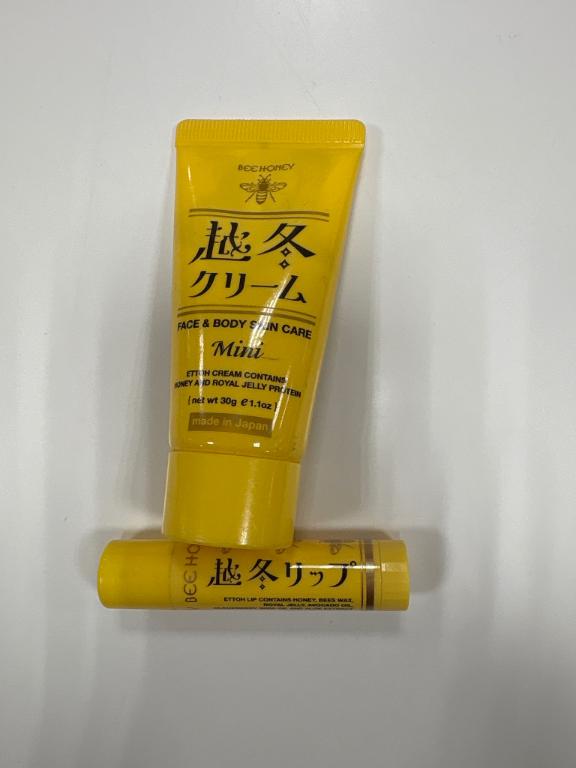 BEE HONEY
越冬
クリーム
FACE & BODY SKIN CARE
Mini
ETTOH CREAM CONTAINS
HONEY AND ROYAL JELLY PROTEIN
( net wt 30g e1.1oz )
made in Japan
BEE HO
越冬リップ
ETTOH LIP CONTAINS HONEY, BEES WAX,
ROYAL JELLY, AVOCADO OIL,